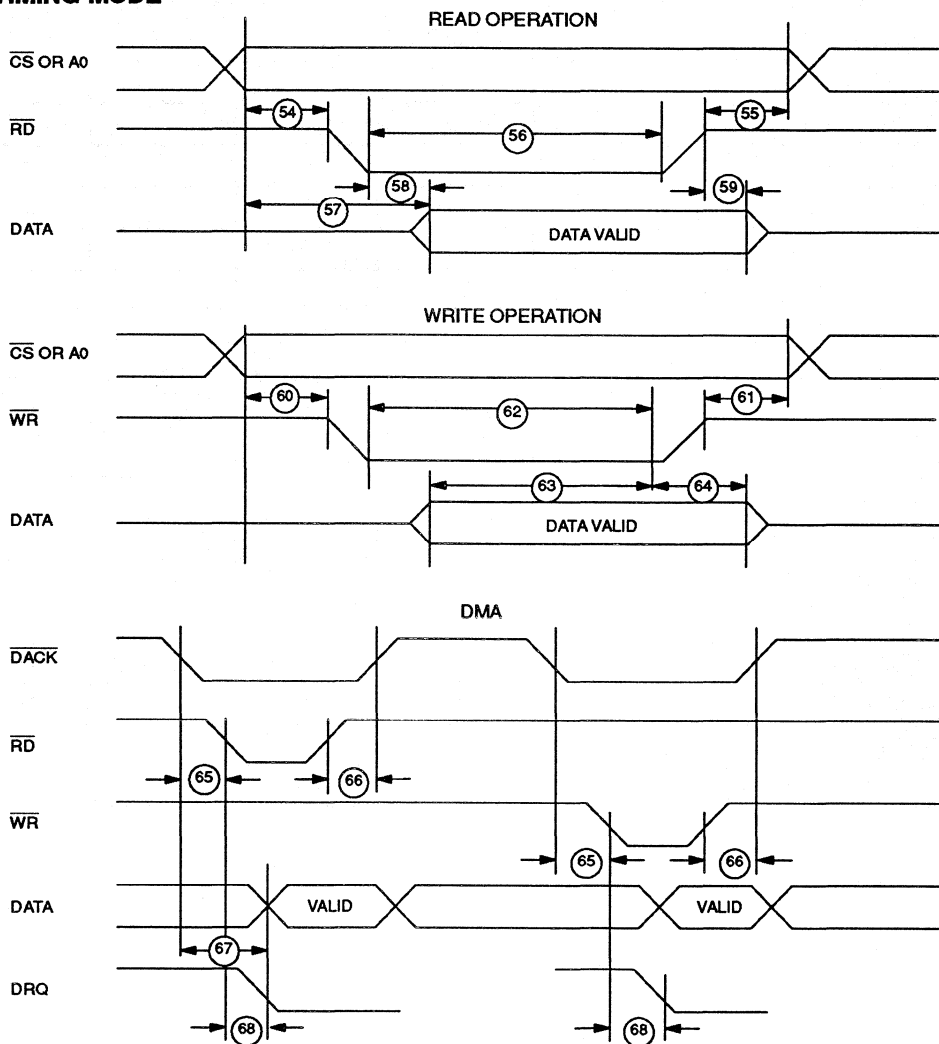 TIMING MODE
READ OPERATION
CS OR A0
54
55
RD
56
58
59
57
DATA
DATA VALID
WRITE OPERATION
CS OR A0
60
61
WR
62
63
64
DATA
DATA VALID
DMA
DACK
RD
65
66
WR
65
66
DATA
VALID
VALID
67
DRQ
68
68